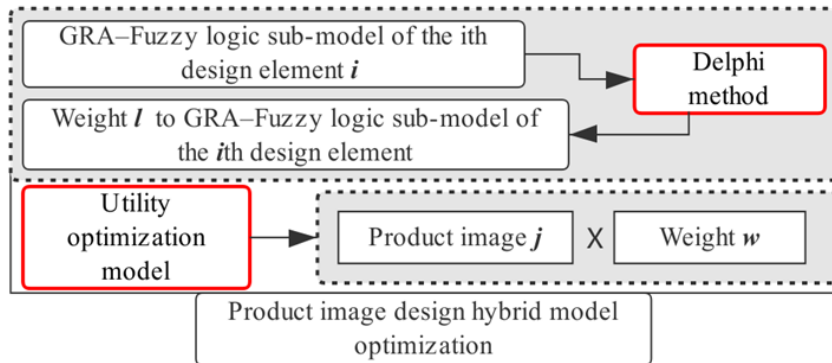 GRA–Fuzzy logic sub-model of the ith
design element i
Delphi
method
Weight l to GRA–Fuzzy logic sub-model of
the ith design element
Utility
optimization
model
Product image j
X
Weight w
Product image design hybrid model
optimization